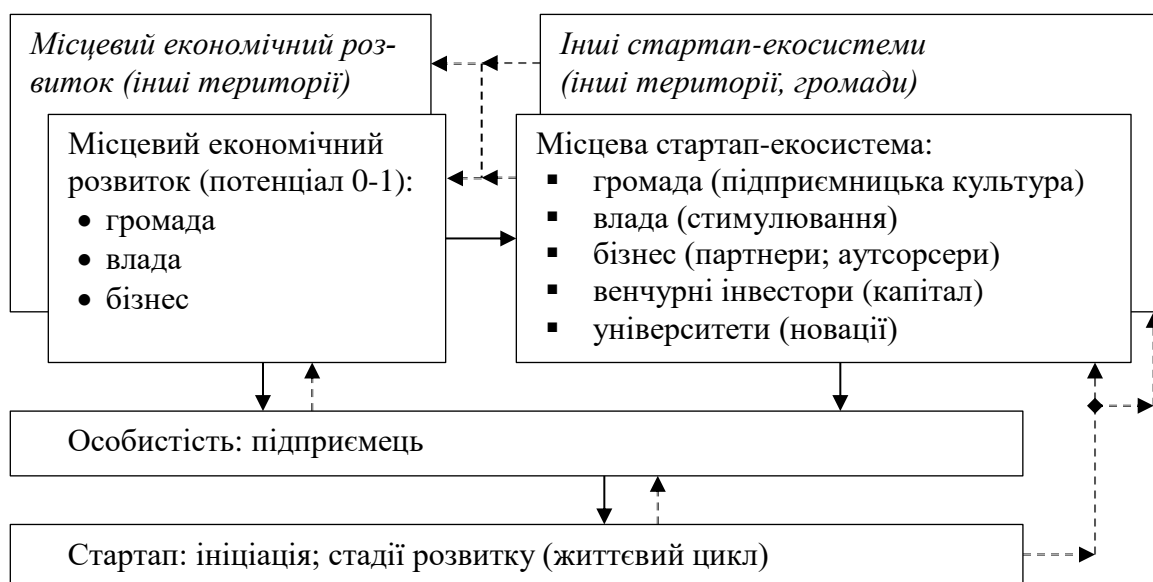 Місцевий економічний роз-
виток (інші території)
Інші стартап-екосистеми
(інші території, громади)
Місцевий економічний
розвиток (потенціал 0-1):
• громада
• влада
• бізнес
Місцева стартап-екосистема:
▪ громада (підприємницька культура)
▪ влада (стимулювання)
▪ бізнес (партнери; аутсорсери)
▪ венчурні інвестори (капітал)
▪ університети (новації)
Особистість: підприємець
Стартап: ініціація; стадії розвитку (життєвий цикл)